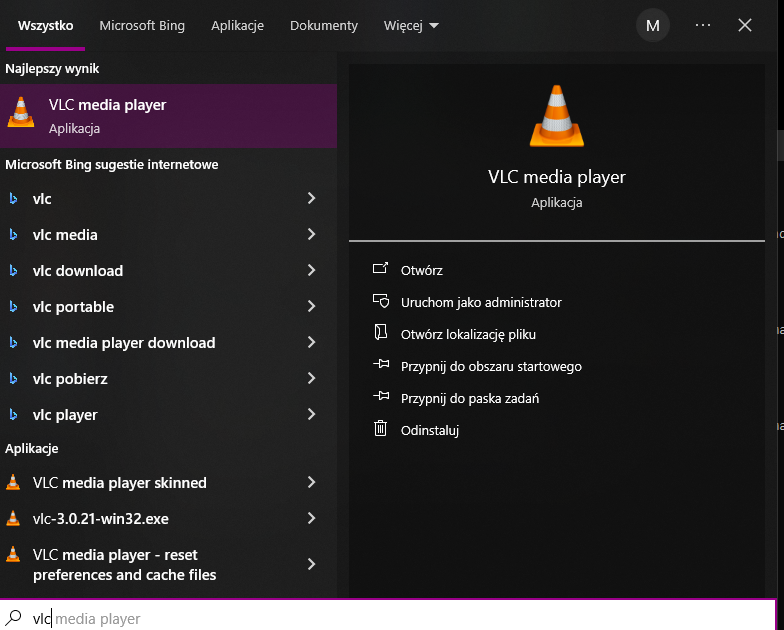 Wszystko Microsoft Bing Aplikacje Dokumenty Więcej M ...
Najlepszy wynik
VLC media player
Aplikacja
Microsoft Bing sugestie internetowe
vlc
vlc media
vlc download
vlc portable
vlc media player download
vlc pobierz
vlc player
Aplikacje
VLC media player skinned
vlc-3.0.21-win32.exe
VLC media player - reset
preferences and cache files
VLC media player
Aplikacja
Otwórz
Uruchom jako administrator
Otwórz lokalizację pliku
Przypnij do obszaru startowego
Przypnij do paska zadań
Odinstaluj
vlc media player